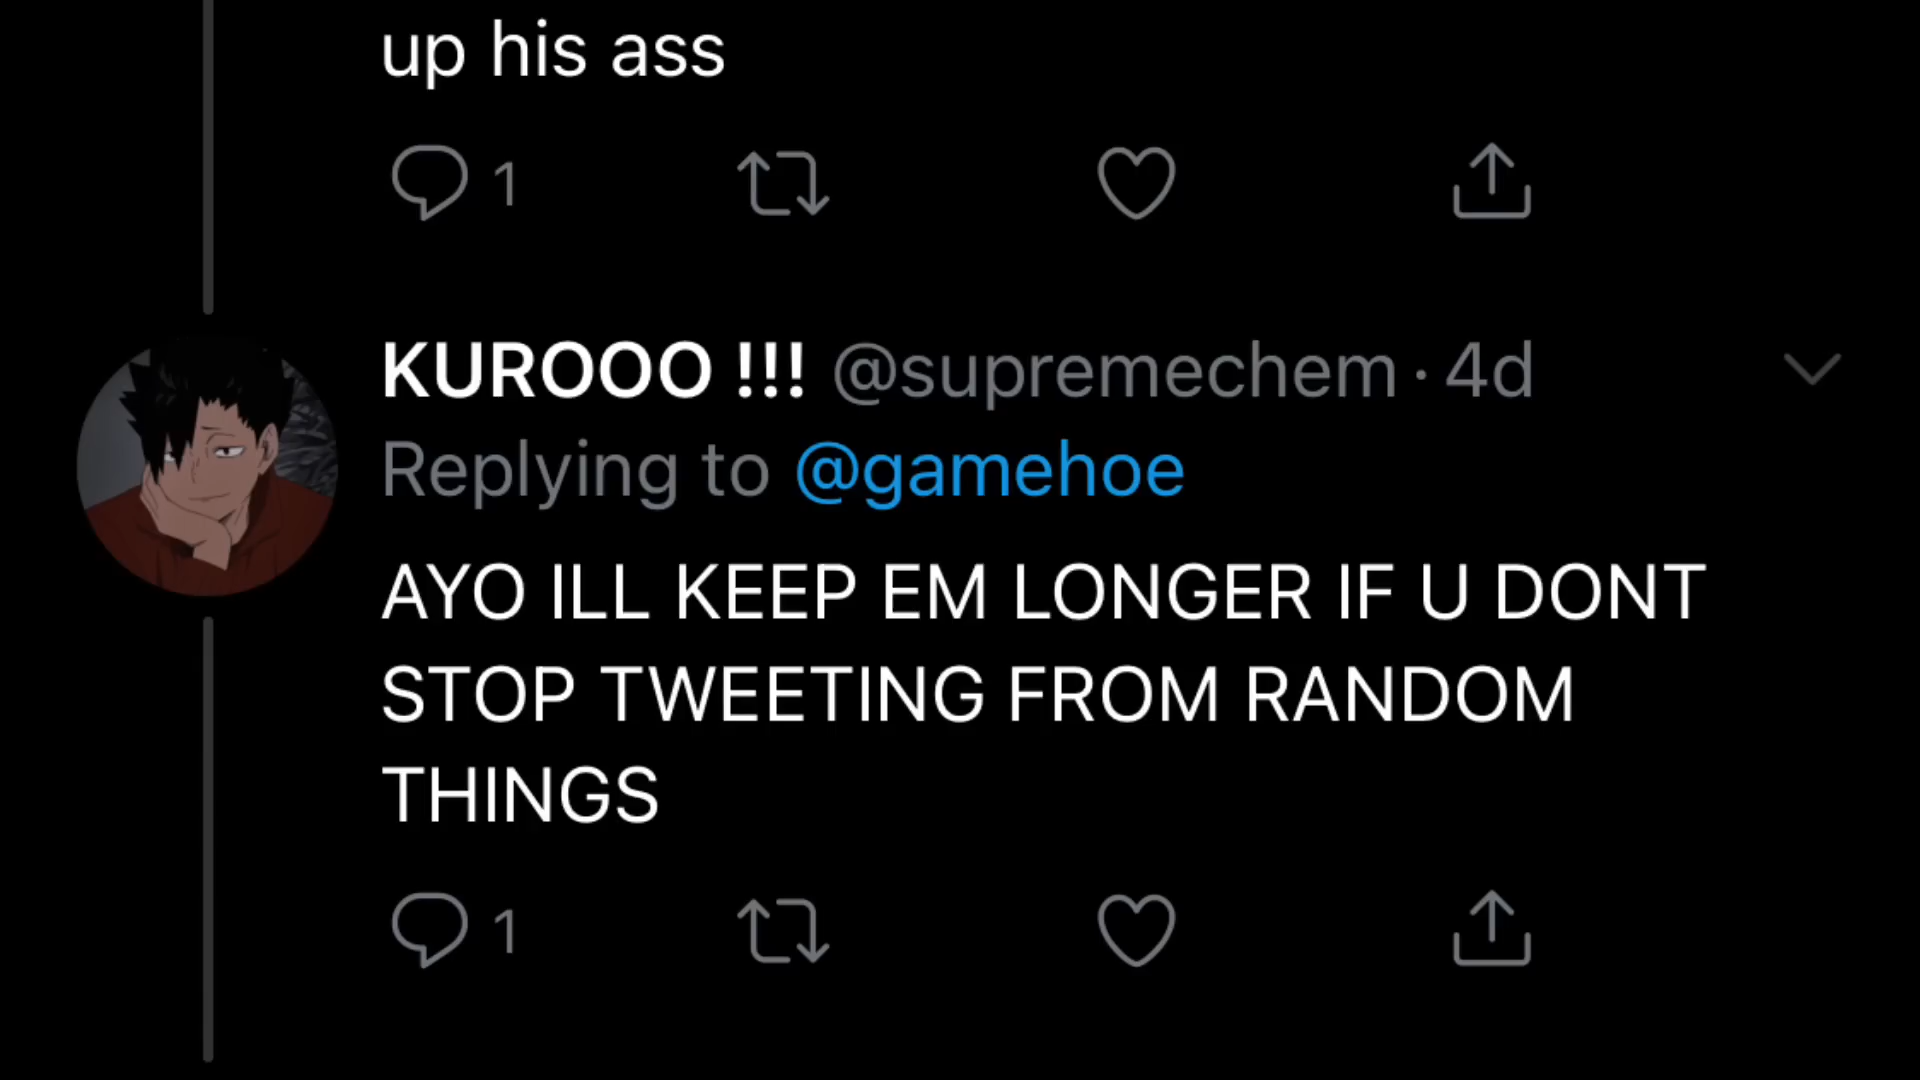 up his ass
1
KUROOO !!! @supremechem · 4d
Replying to @gamehoe
AYO ILL KEEP EM LONGER IF U DONT
STOP TWEETING FROM RANDOM
THINGS
1